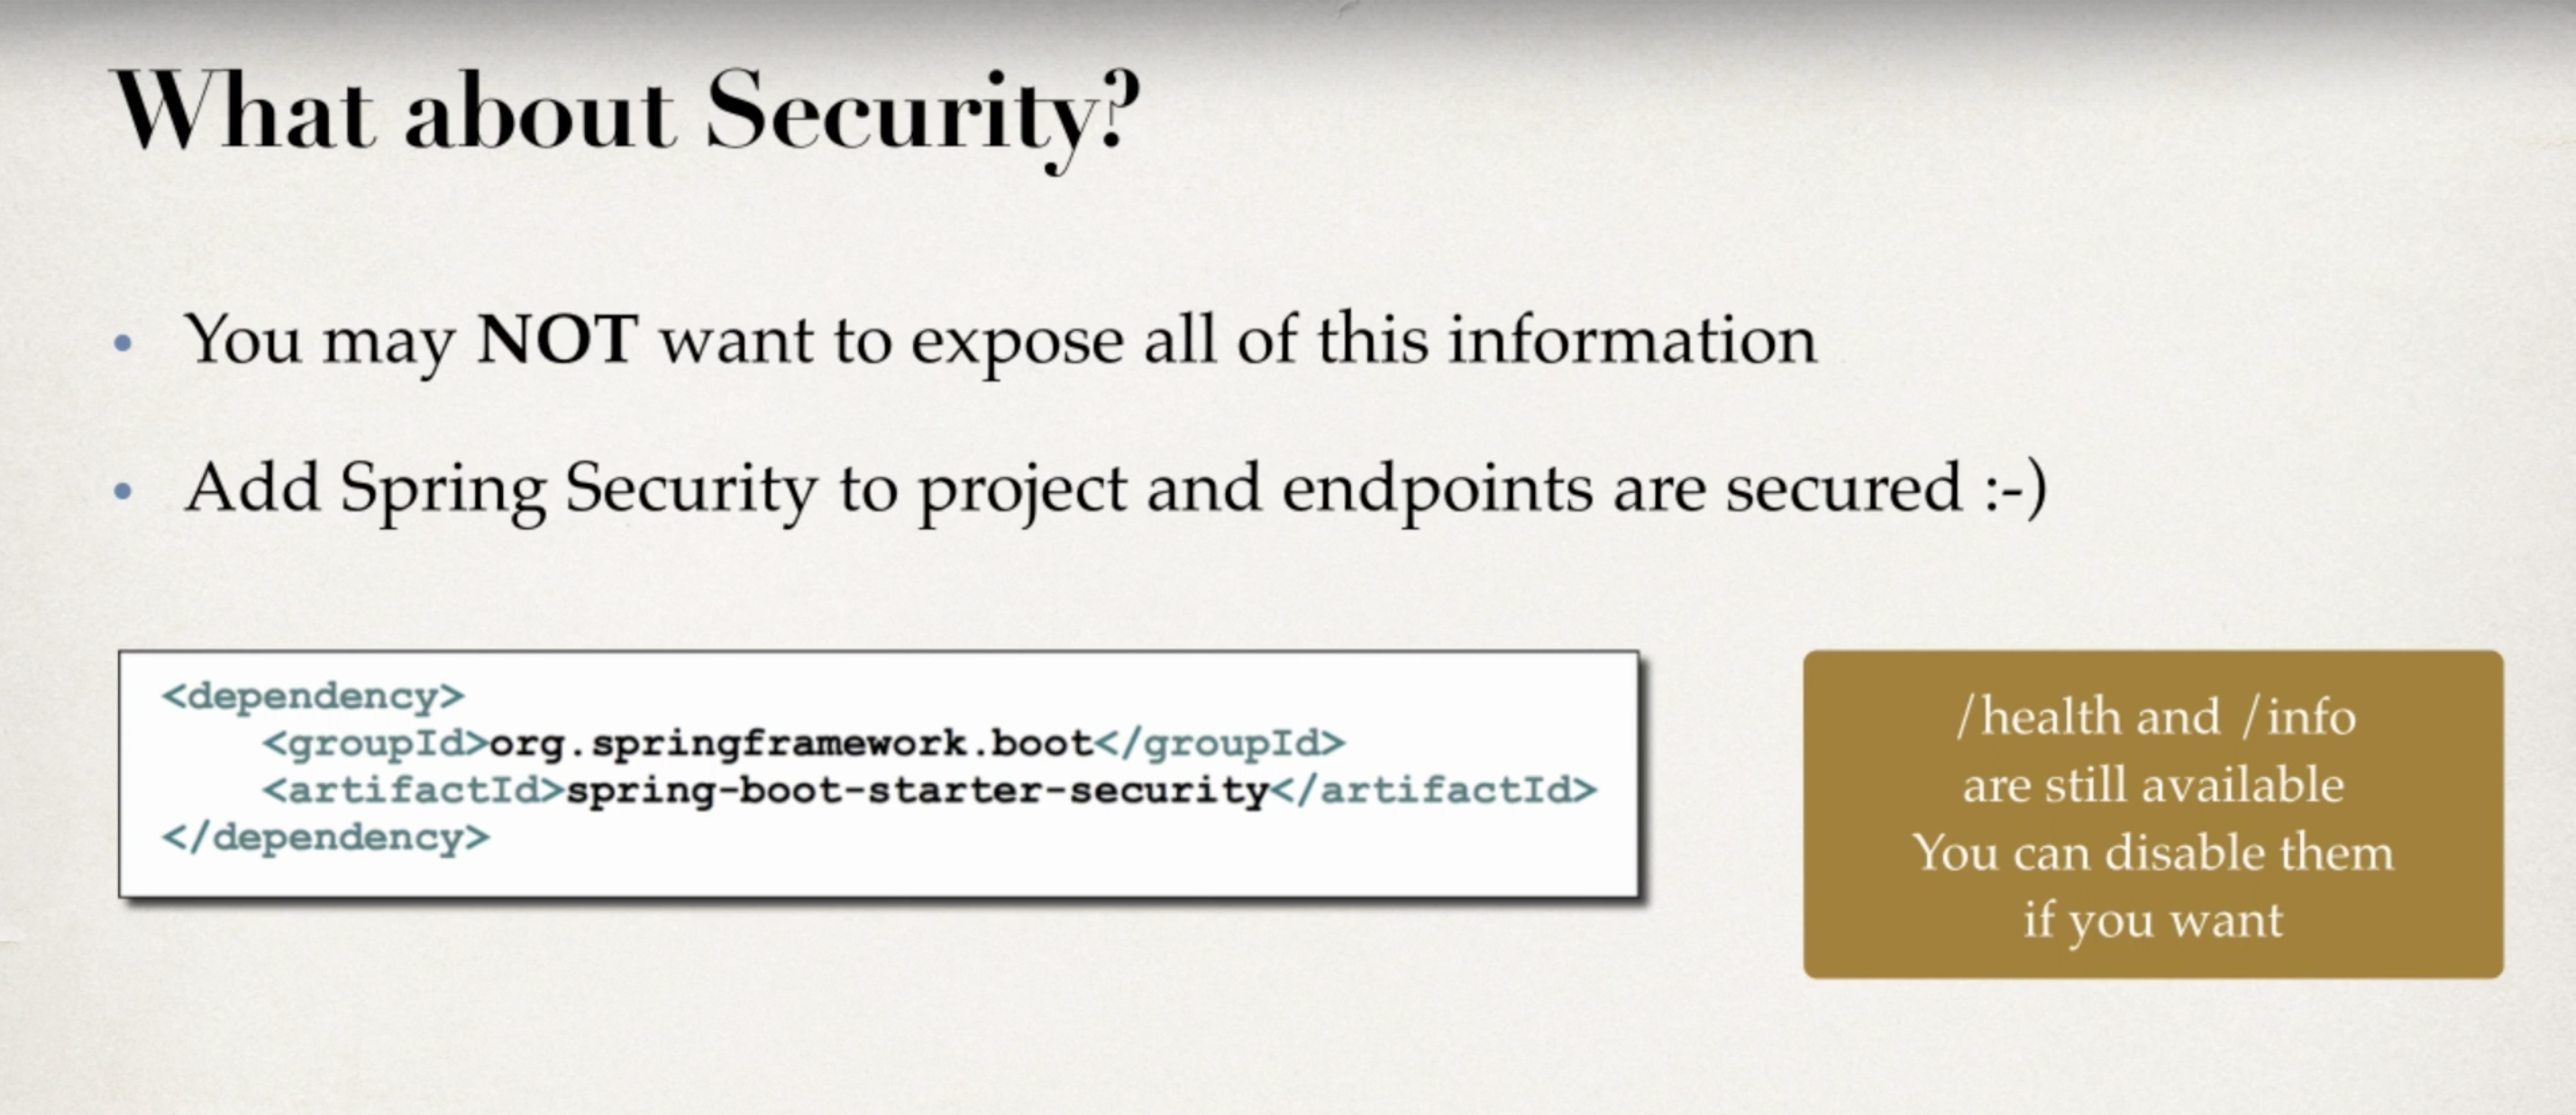 What about Security?
• You may NOT want to expose all of this information
• Add Spring Security to project and endpoints are secured :-)
<dependency>
    <groupId>org.springframework.boot</groupId>
    <artifactId>spring-boot-starter-security</artifactId>
</dependency>
/health and /info
are still available
You can disable them
if you want